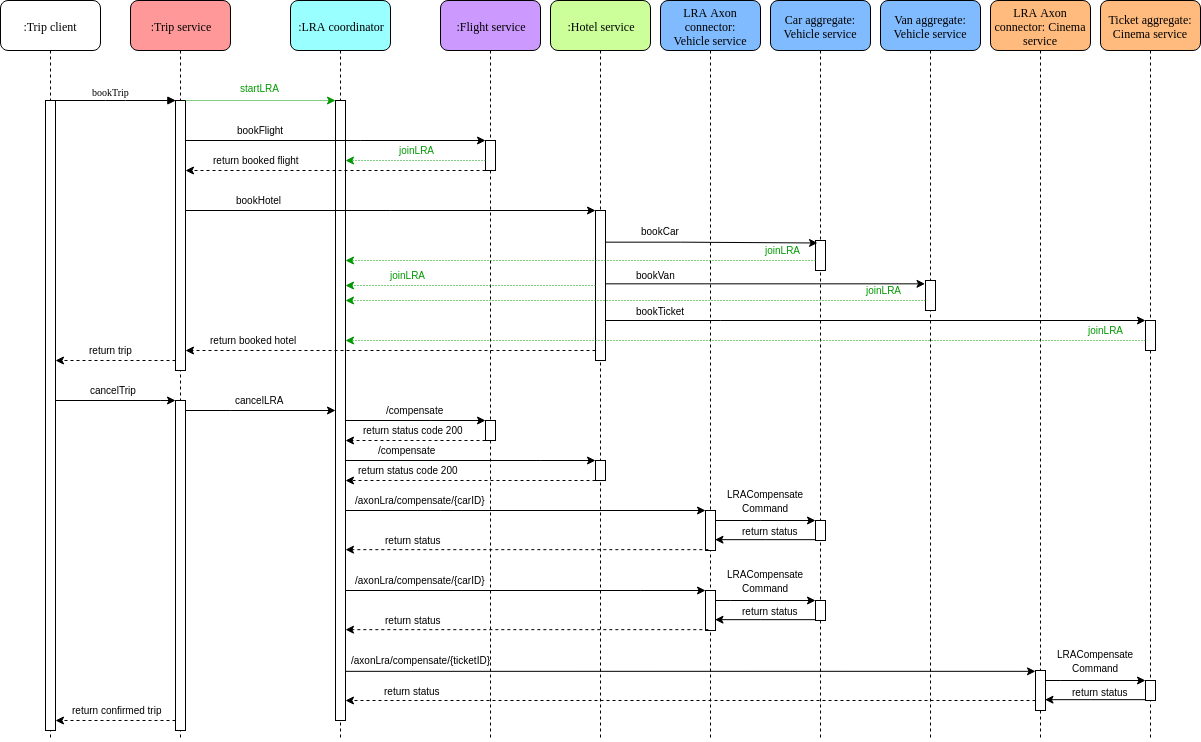 :Trip client
:Trip service
:LRA coordinator
:Flight service
:Hotel service
LRA Axon
connector:
Vehicle service
Car aggregate:
Vehicle service
Van aggregate:
Vehicle service
LRA Axon
connector: Cinema
service
Ticket aggregate:
Cinema service
bookTrip
startLRA
bookFlight
joinLRA
return booked flight
bookHotel
bookCar
joinLRA
joinLRA
bookVan
joinLRA
bookTicket
joinLRA
return booked hotel
return trip
cancelTrip
cancelLRA
/compensate
return status code 200
/compensate
return status code 200
/axonLra/compensate/{carID}
LRACompensate
Command
return status
return status
/axonLra/compensate/{carID}
LRACompensate
Command
return status
return status
/axonLra/compensate/{ticketID}
LRACompensate
Command
return status
return status
return confirmed trip